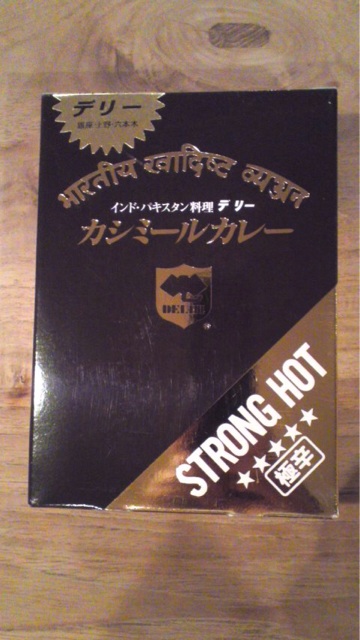 デリー
銀座・上野・六本木
भारतीय स्वादिष्ट व्यञ्जन
インド・パキスタン料理 デリー
カシミールカレー
DELHI
®
STRONG HOT
★★★★★
極辛